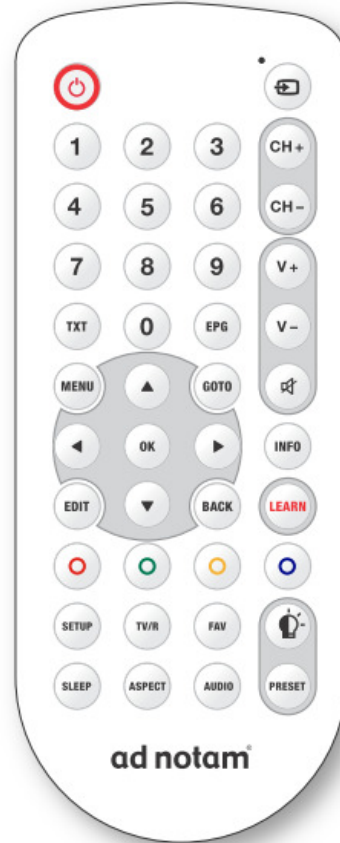 1 2 3 CH+
4 5 6 CH-
7 8 9 V+
TXT 0 EPG V-
MENU GOTO
OK INFO
EDIT BACK LEARN
SETUP TV/R FAV
SLEEP ASPECT AUDIO PRESET
ad notam®